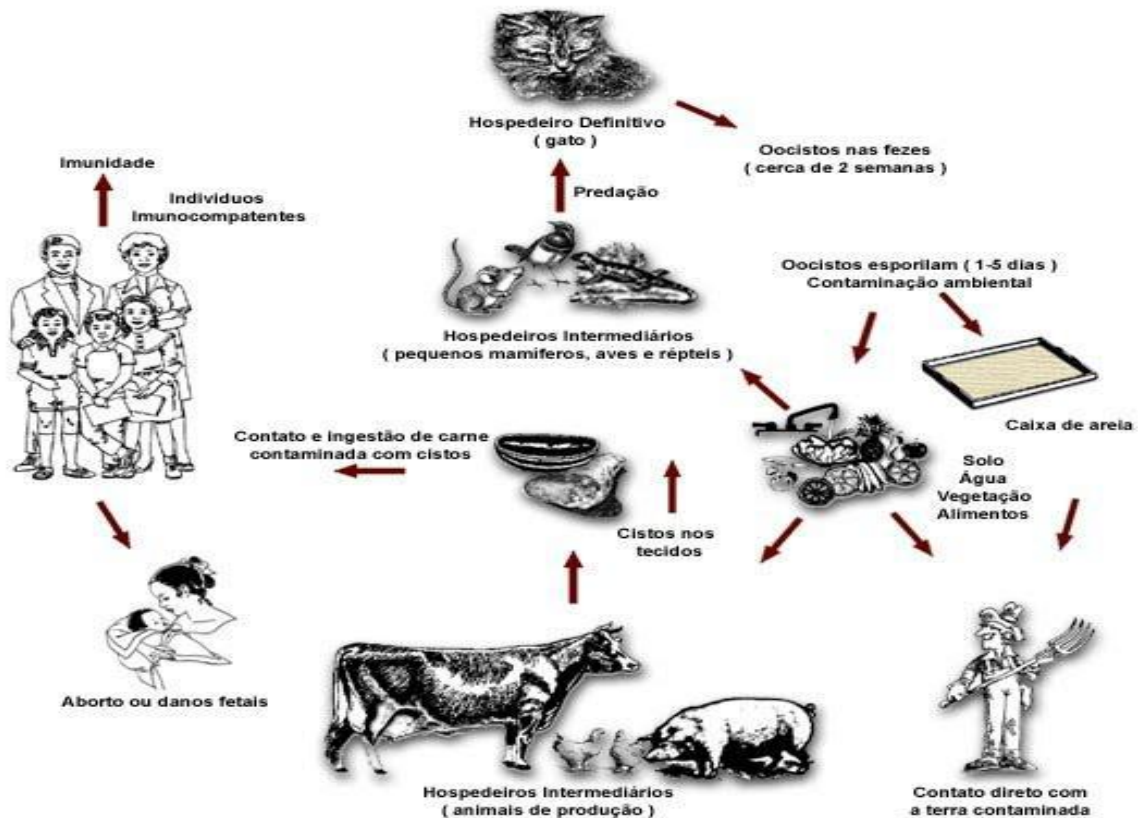 Hospedeiro Definitivo
( gato )
Oocistos nas fezes
( cerca de 2 semanas )
Imunidade
Individuos
Imunocompatentes
Predação
Oocistos esporilam ( 1-5 dias )
Contaminação ambiental
Hospedeiros Intermediários
( pequenos mamíferos, aves e répteis )
Caixa de areia
Contato e ingestão de carne
contaminada com cistos
Solo
Água
Vegetação
Alimentos
Cistos nos
tecidos
Aborto ou danos fetais
Hospedeiros Intermediários
( animais de produção )
Contato direto com
a terra contaminada